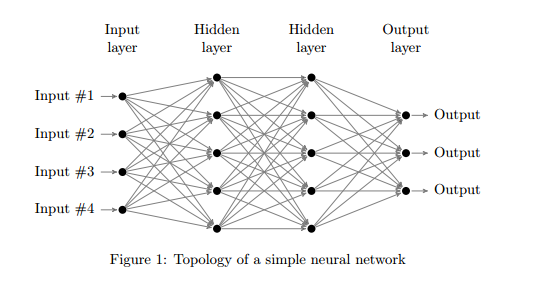 Input layer
Hidden layer
Hidden layer
Output layer
Input #1
Input #2
Input #3
Input #4
Output
Output
Output
Figure 1: Topology of a simple neural network